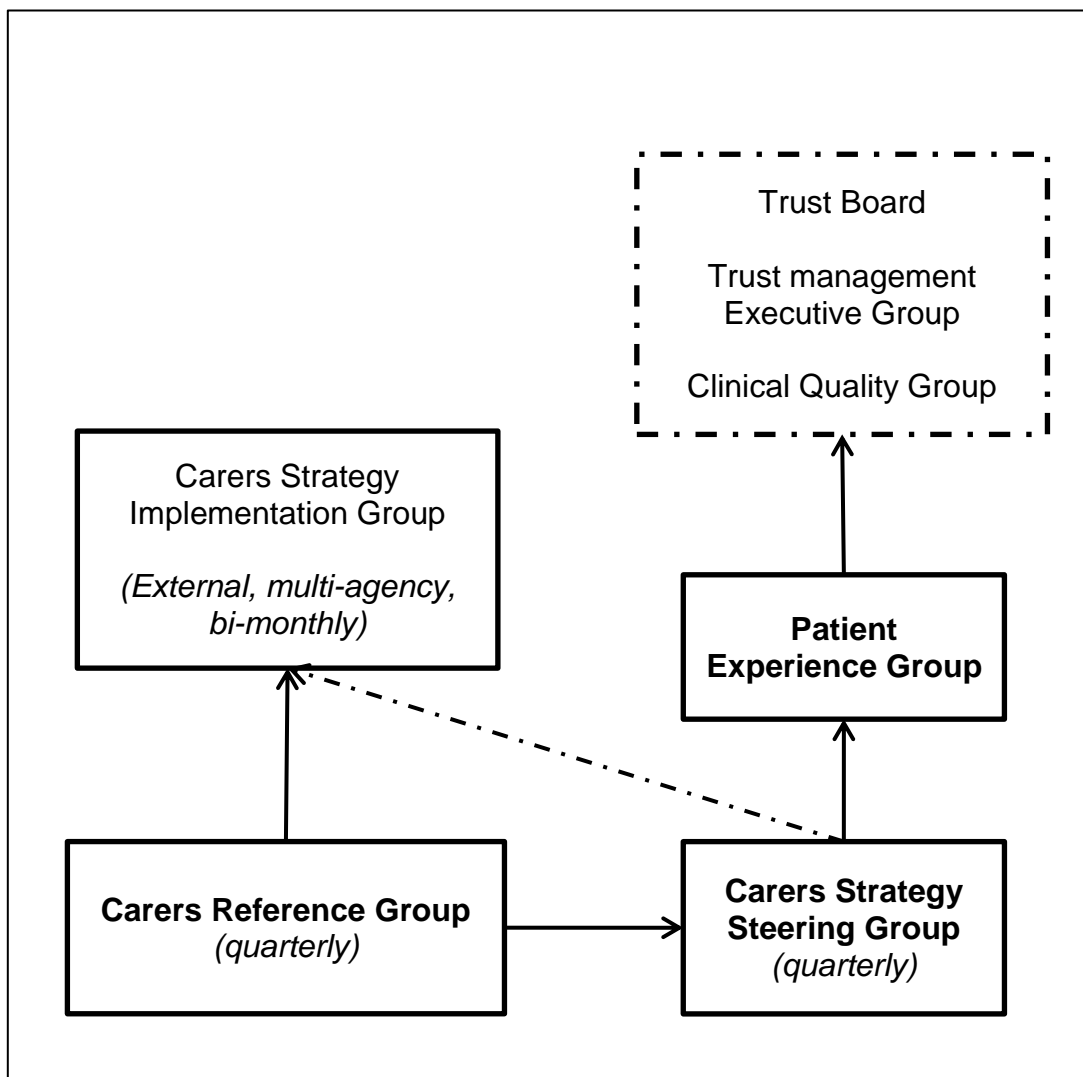 Trust Board
Trust management
Executive Group
Clinical Quality Group
Carers Strategy
Implementation Group
(External, multi-agency,
bi-monthly)
Patient
Experience Group
Carers Reference Group
(quarterly)
Carers Strategy
Steering Group
(quarterly)